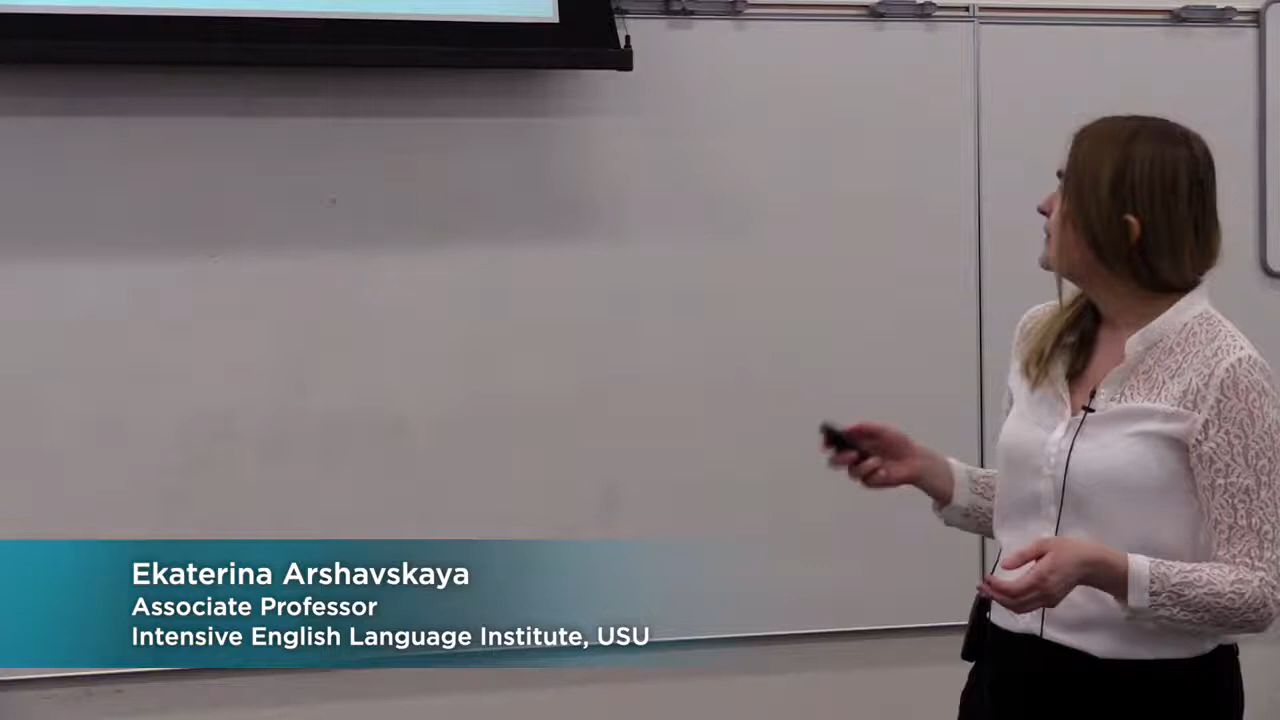 Ekaterina Arshavskaya
Associate Professor
Intensive English Language Institute, USU